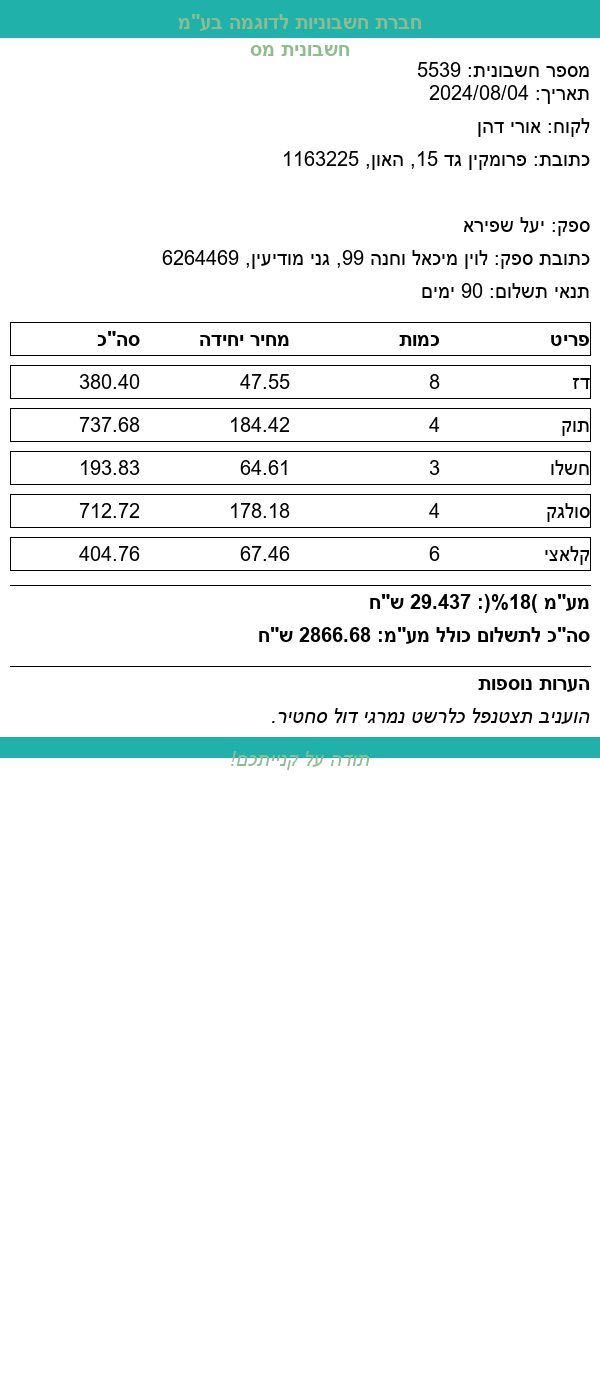 חברת חשבוניות לדוגמה בע"מ
חשבונית מס
מספר חשבונית: 5539
תאריך: 2024/08/04
לקוח: אורי דהן
כתובת: פרומקין גד 15, האון, 1163225
ספק: יעל שפירא
כתובת ספק: לוין מיכאל וחנה 99, גני מודיעין, 6264469
תנאי תשלום: 90 ימים
פריט כמות מחיר יחידה סה"כ
דז 8 47.55 380.40
תוק 4 184.42 737.68
חשלו 3 64.61 193.83
סולגק 4 178.18 712.72
קלאצי 6 67.46 404.76
מע"מ )18%(: 29.437 ש"ח
סה"כ לתשלום כולל מע"מ: 2866.68 ש"ח
הערות נוספות
הועניב תצטנפל כלרשט נמרגי דול סחטיר.
תודה על קנייתכם!